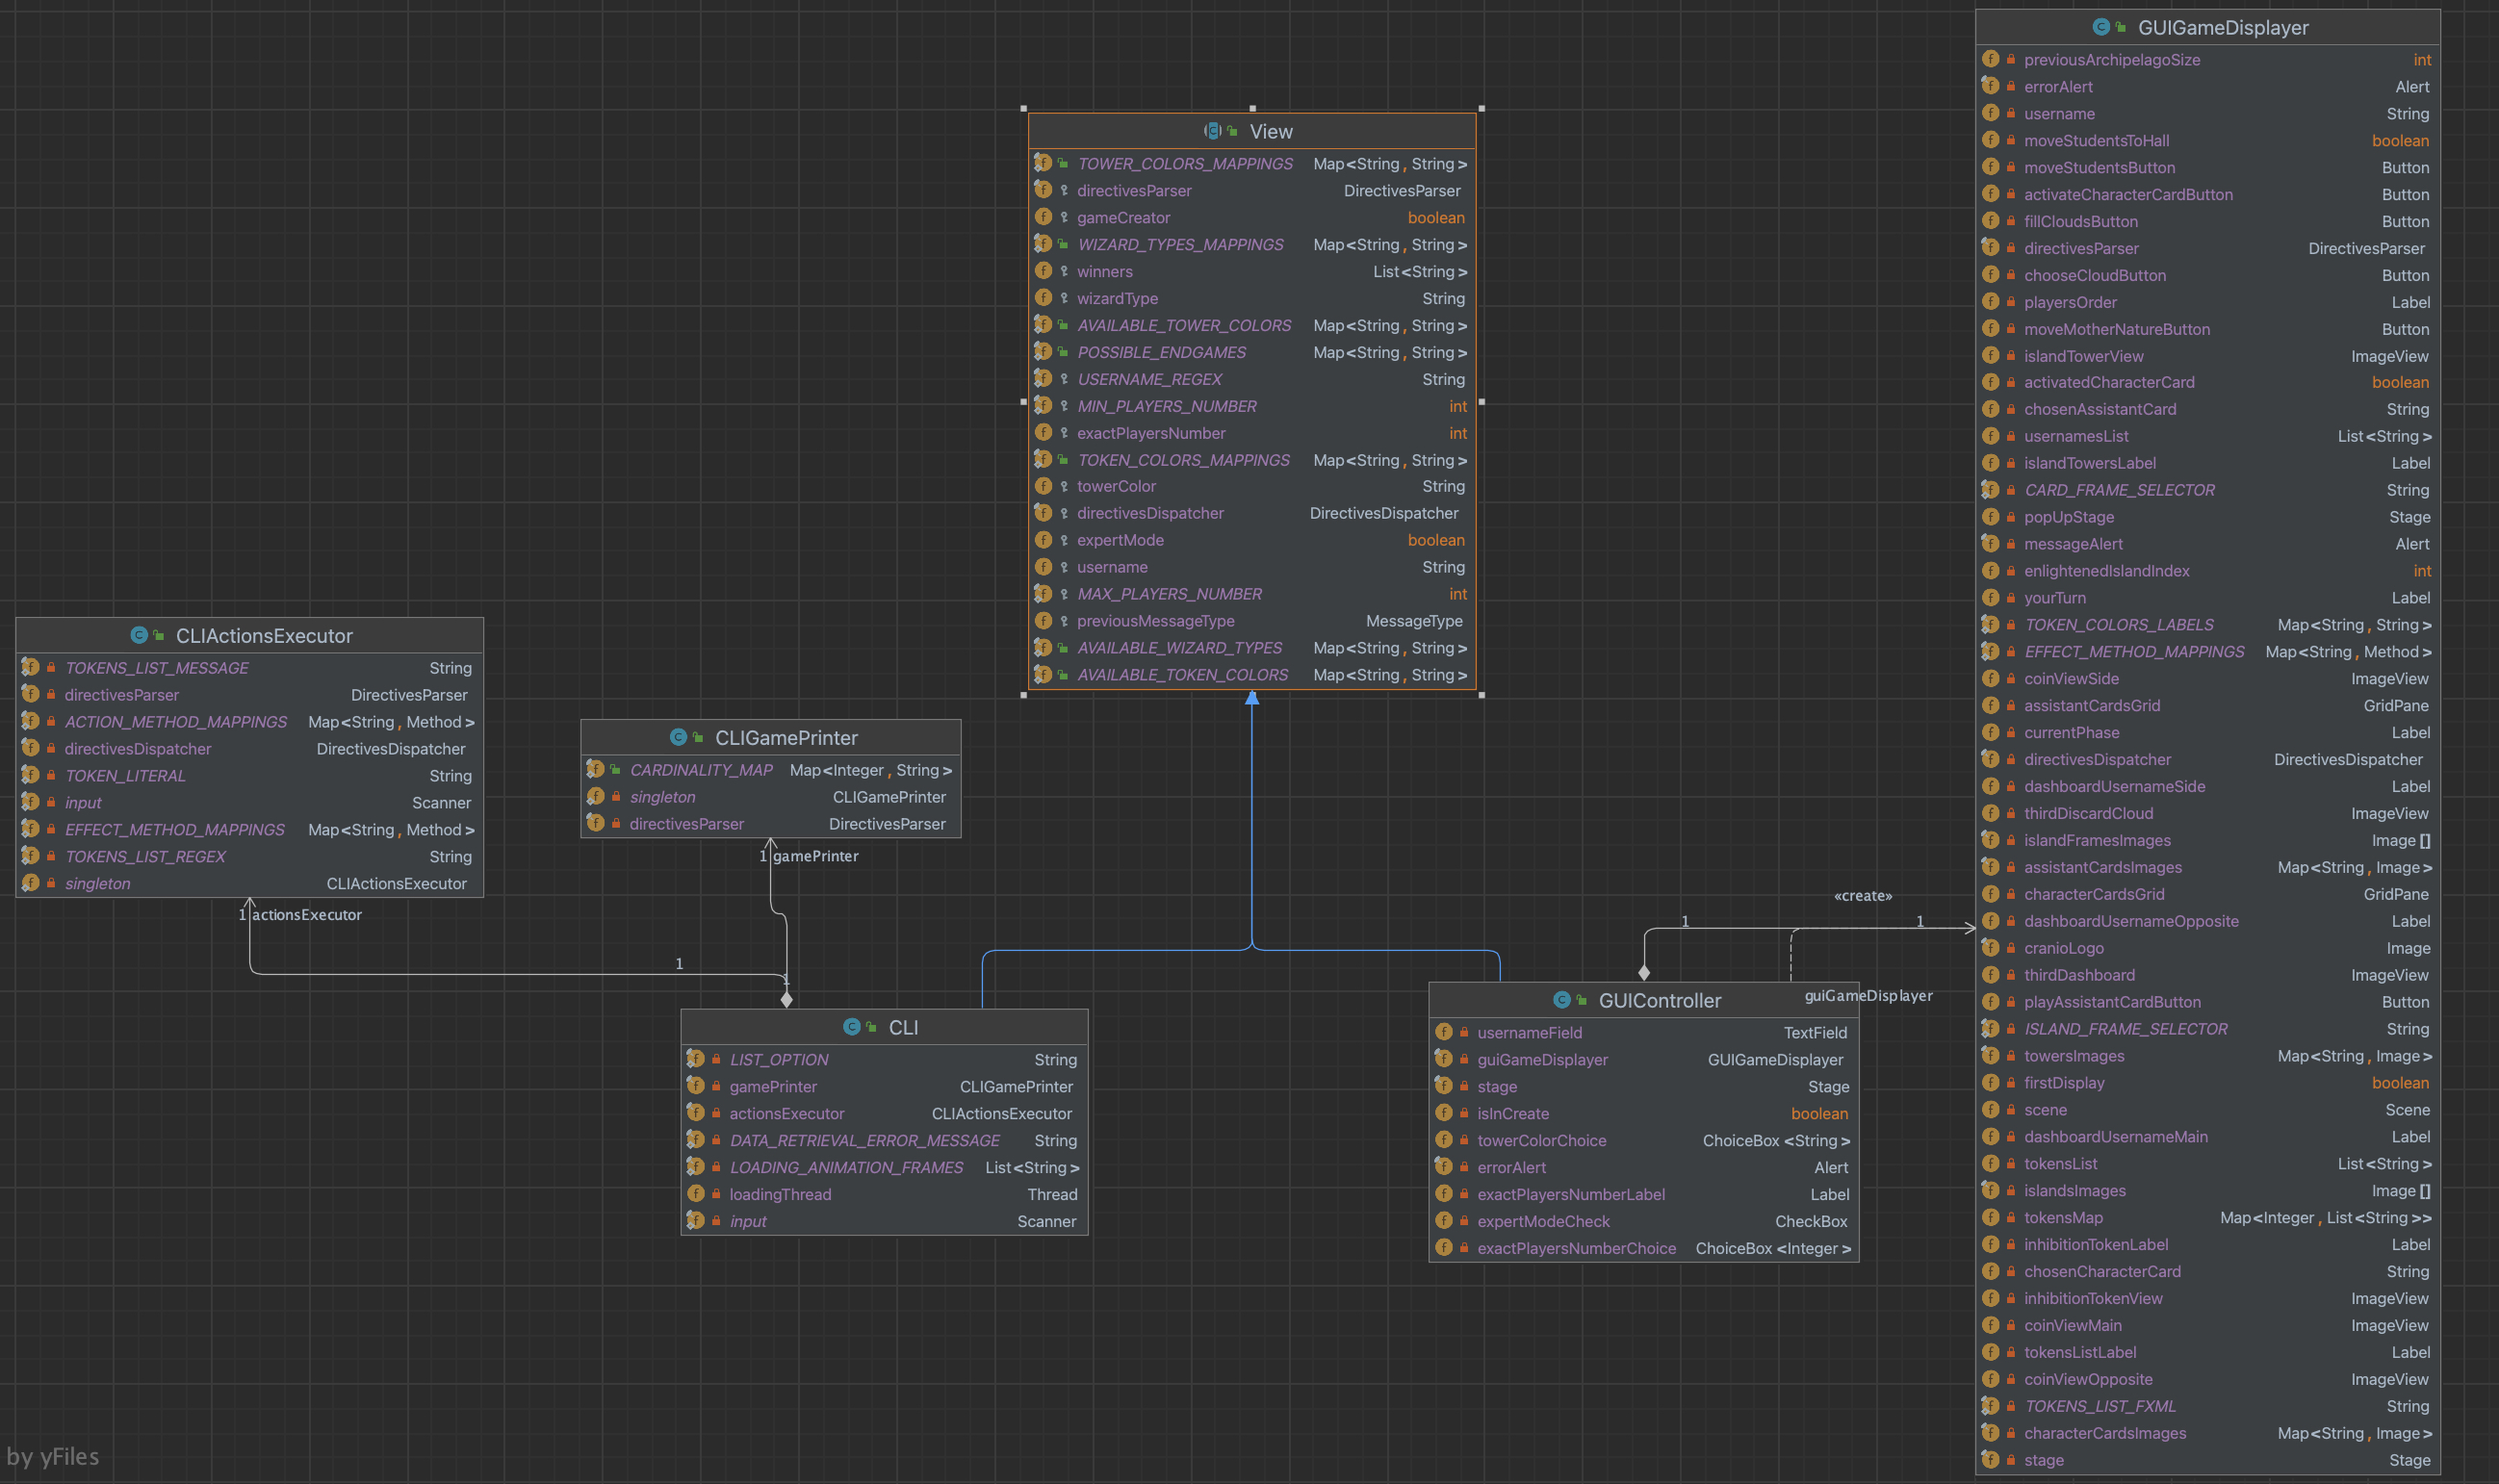 View
TOWER_COLORS_MAPPINGS Map<String, String>
directivesParser DirectivesParser
gameCreator boolean
WIZARD_TYPES_MAPPINGS Map<String, String>
winners List<String>
wizardType String
AVAILABLE_TOWER_COLORS Map<String, String>
POSSIBLE_ENDGAMES Map<String, String>
USERNAME_REGEX String
MIN_PLAYERS_NUMBER int
exactPlayersNumber int
TOKEN_COLORS_MAPPINGS Map<String, String>
towerColor String
directivesDispatcher DirectivesDispatcher
expertMode boolean
username String
MAX_PLAYERS_NUMBER int
previousMessageType MessageType
AVAILABLE_WIZARD_TYPES Map<String, String>
AVAILABLE_TOKEN_COLORS Map<String, String>
CLIActionsExecutor
TOKENS_LIST_MESSAGE String
directivesParser DirectivesParser
ACTION_METHOD_MAPPINGS Map<String, Method>
directivesDispatcher DirectivesDispatcher
TOKEN_LITERAL String
input Scanner
EFFECT_METHOD_MAPPINGS Map<String, Method>
TOKENS_LIST_REGEX String
singleton CLIActionsExecutor
1 actionsExecutor
1
CLIGamePrinter
CARDINALITY_MAP Map<Integer, String>
singleton CLIGamePrinter
directivesParser DirectivesParser
1 gamePrinter
1
CLI
LIST_OPTION String
gamePrinter CLIGamePrinter
actionsExecutor CLIActionsExecutor
DATA_RETRIEVAL_ERROR_MESSAGE String
LOADING_ANIMATION_FRAMES List<String>
loadingThread Thread
input Scanner
«create»
1
1
guiGameDisplayer
GUIController
usernameField TextField
guiGameDisplayer GUIGameDisplayer
stage Stage
isInCreate boolean
towerColorChoice ChoiceBox<String>
errorAlert Alert
exactPlayersNumberLabel Label
expertModeCheck CheckBox
exactPlayersNumberChoice ChoiceBox<Integer>
GUIGameDisplayer
previousArchipelagoSize int
errorAlert Alert
username String
moveStudentsToHall boolean
moveStudentsButton Button
activateCharacterCardButton Button
fillCloudsButton Button
directivesParser DirectivesParser
chooseCloudButton Button
playersOrder Label
moveMotherNatureButton Button
islandTowerView ImageView
activatedCharacterCard boolean
chosenAssistantCard String
usernamesList List<String>
islandTowersLabel Label
CARD_FRAME_SELECTOR String
popUpStage Stage
messageAlert Alert
enlightenedIslandIndex int
yourTurn Label
TOKEN_COLORS_LABELS Map<String, String>
EFFECT_METHOD_MAPPINGS Map<String, Method>
coinViewSide ImageView
assistantCardsGrid GridPane
currentPhase Label
directivesDispatcher DirectivesDispatcher
dashboardUsernameSide Label
thirdDiscardCloud ImageView
islandFramesImages Image[]
assistantCardsImages Map<String, Image>
characterCardsGrid GridPane
dashboardUsernameOpposite Label
cranioLogo Image
thirdDashboard ImageView
playAssistantCardButton Button
ISLAND_FRAME_SELECTOR String
towersImages Map<String, Image>
firstDisplay boolean
scene Scene
dashboardUsernameMain Label
tokensList List<String>
islandsImages Image[]
tokensMap Map<Integer, List<String>>
inhibitionTokenLabel Label
chosenCharacterCard String
inhibitionTokenView ImageView
coinViewMain ImageView
tokensListLabel Label
coinViewOpposite ImageView
TOKENS_LIST_FXML String
characterCardsImages Map<String, Image>
stage Stage
by yFiles